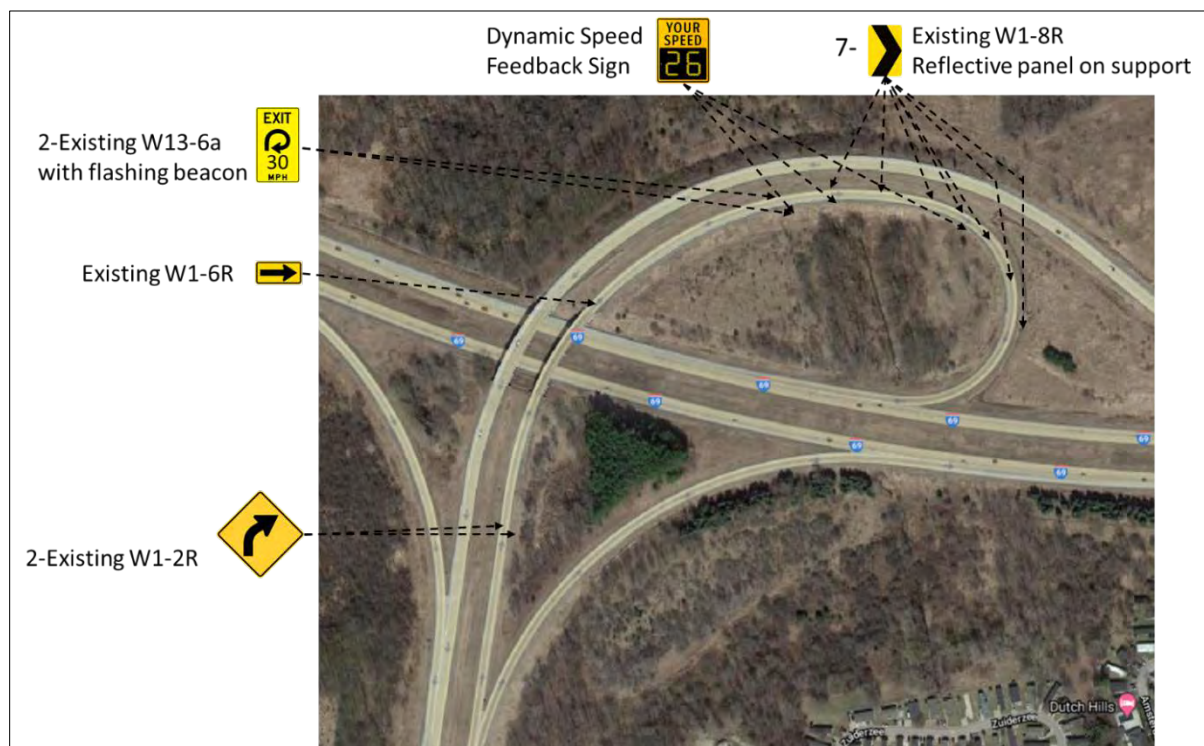 Dynamic Speed
Feedback Sign
YOUR
SPEED
26
7-
Existing W1-8R
Reflective panel on support
2-Existing W13-6a
with flashing beacon
EXIT
30
MPH
Existing W1-6R
69
69
69
69
69
69
69
69
2-Existing W1-2R
Dutch Hills
Zuiderzee
Zuiderzee